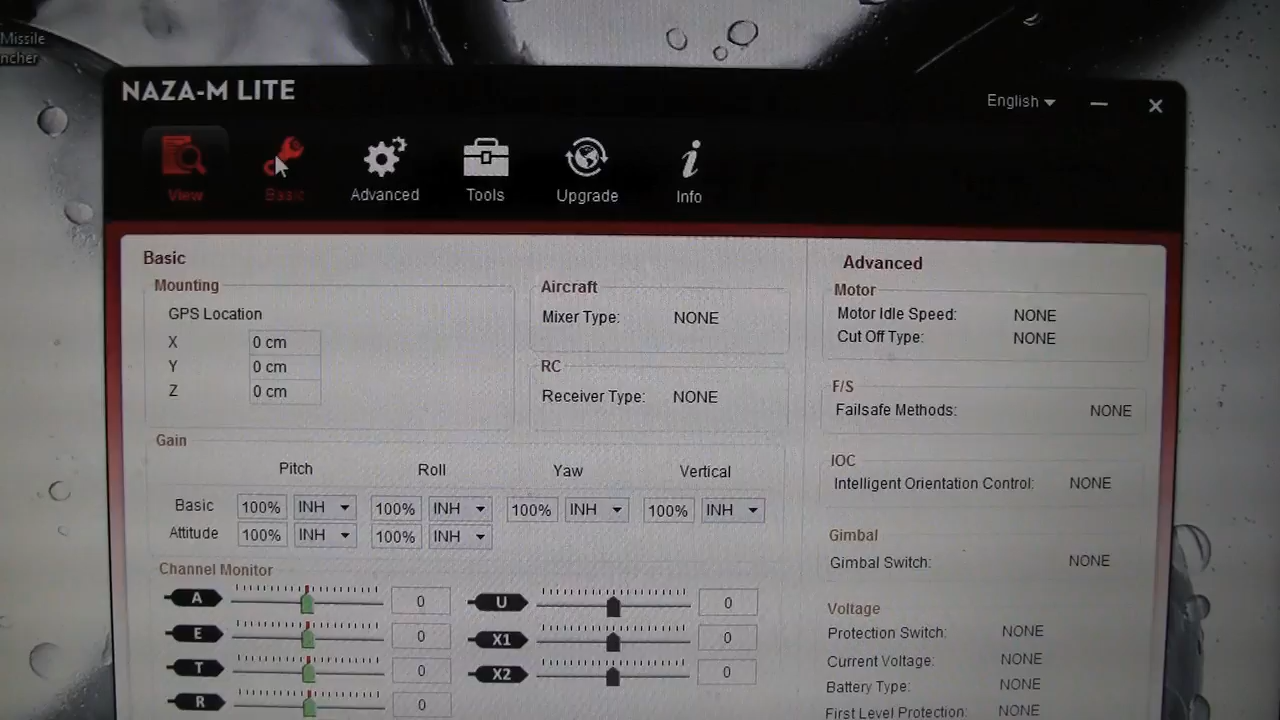 Missile
ncher
NAZA-M LITE
English
View
Basic
Advanced
Tools
Upgrade
Info
Basic
Mounting
GPS Location
X 0 cm
Y 0 cm
Z 0 cm
Aircraft
Mixer Type: NONE
RC
Receiver Type: NONE
Gain
Pitch Roll Yaw Vertical
Basic 100% INH 100% INH 100% INH 100% INH
Attitude 100% INH 100% INH
Channel Monitor
A 0
E 0
T 0
R 0
U 0
X1 0
X2 0
Advanced
Motor
Motor Idle Speed: NONE
Cut Off Type: NONE
F/S
Failsafe Methods: NONE
IOC
Intelligent Orientation Control: NONE
Gimbal
Gimbal Switch: NONE
Voltage
Protection Switch: NONE
Current Voltage: NONE
Battery Type: NONE
First Level Protection: NONE